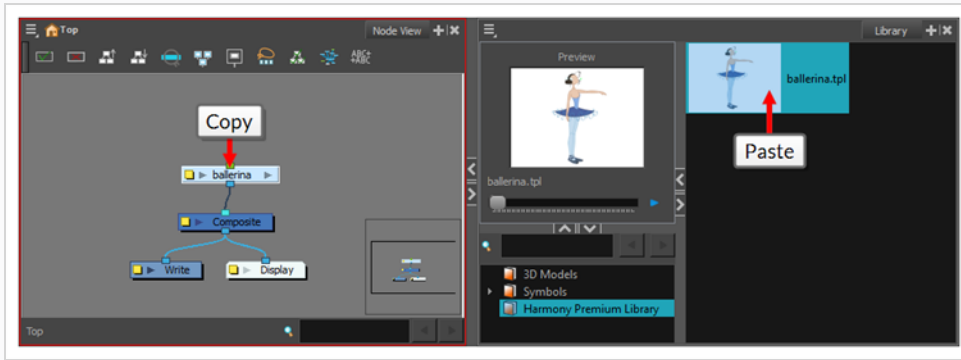 Top
Node View
ABC+
+ABC
Copy
ballerina
Composite
Write
Display
Top
Library
Preview
ballerina.tpl
3D Models
Symbols
Harmony Premium Library
ballerina.tpl
Paste